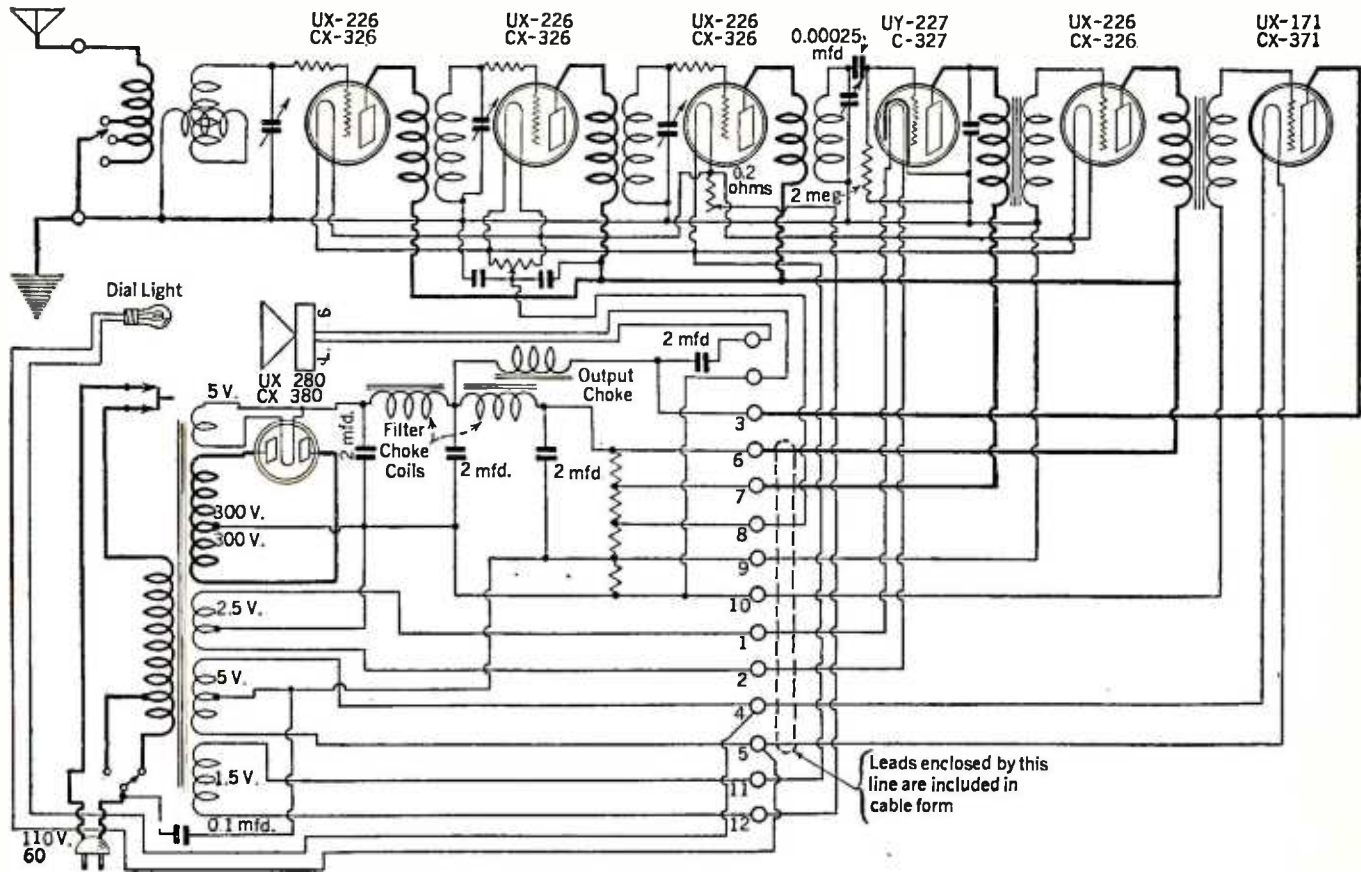 UX-226
CX-326
UX-226
CX-326
UX-226
CX-326
0.00025
mfd
UY-227
C-327
UX-226
CX-326
UX-171
CX-371
0.2
ohms
2 meg
Dial Light
UX 280
CX 380
5 V.
2 mfd.
Filter
Choke
Coils
2 mfd.
2 mfd
Output
Choke
2 mfd
3
6
7
8
9
10
1
2
4
5
11
12
300 V.
300 V.
2.5 V.
5 V.
1.5 V.
0.1 mfd.
110 V.
60
Leads enclosed by this
line are included in
cable form